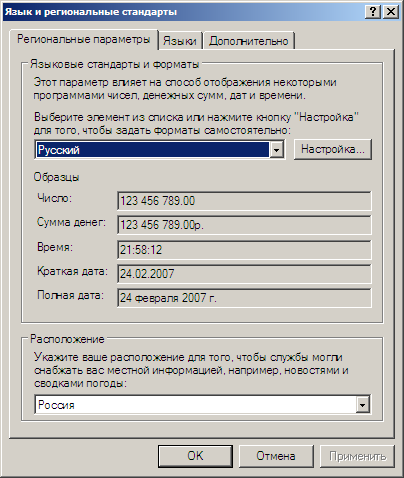 Язык и региональные стандарты
Региональные параметры Языки Дополнительно
Языковые стандарты и форматы
Этот параметр влияет на способ отображения некоторыми
программами чисел, денежных сумм, дат и времени.
Выберите элемент из списка или нажмите кнопку "Настройка"
для того, чтобы задать форматы самостоятельно:
Русский Настройка...
Образцы
Число: 123 456 789.00
Сумма денег: 123 456 789.00р.
Время: 21:58:12
Краткая дата: 24.02.2007
Полная дата: 24 февраля 2007 г.
Расположение
Укажите ваше расположение для того, чтобы службы могли
снабжать вас местной информацией, например, новостями и
сводками погоды:
Россия
OK Отмена Применить